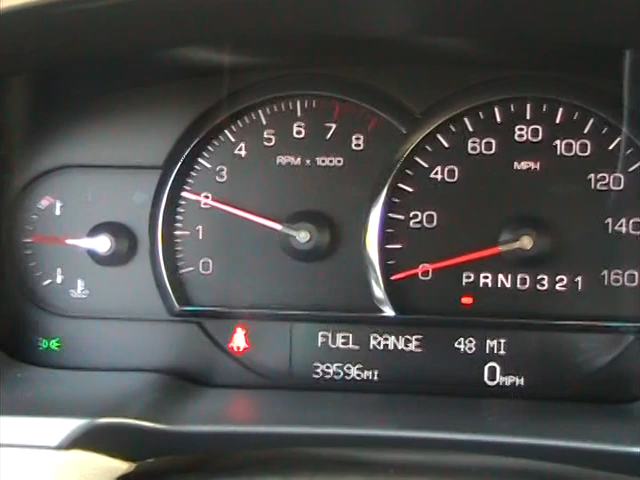 0 1 2 3 4 5 6 7 8
RPM x 1000
0 20 40 60 80 100 120 140 160
MPH
PRND321
FUEL RANGE 48 MI
39596MI 0MPH